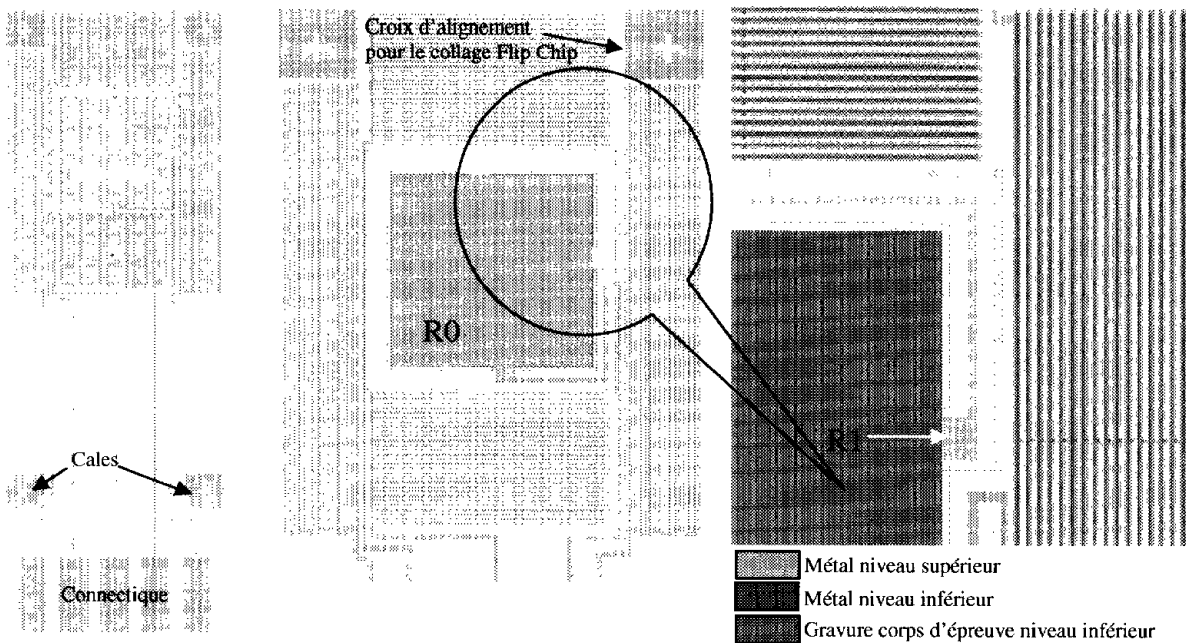 Croix d'alignement
pour le collage Flip Chip
R0
R1
Cales
Connectique
Métal niveau supérieur
Métal niveau inférieur
Gravure corps d'épreuve niveau inférieur